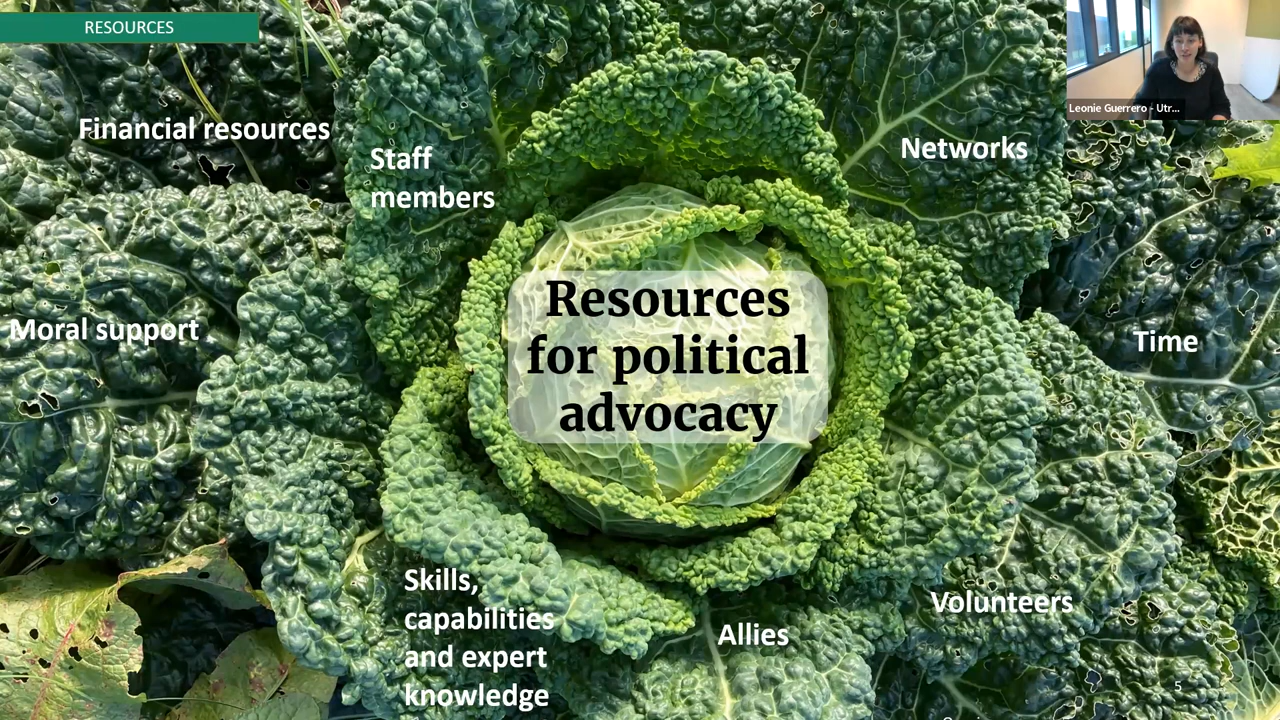 RESOURCES
Leonie Guerrero - Utr...
Financial resources
Staff
members
Networks
Moral support
Resources
for political
advocacy
Time
Skills,
capabilities
and expert
knowledge
Allies
Volunteers
5